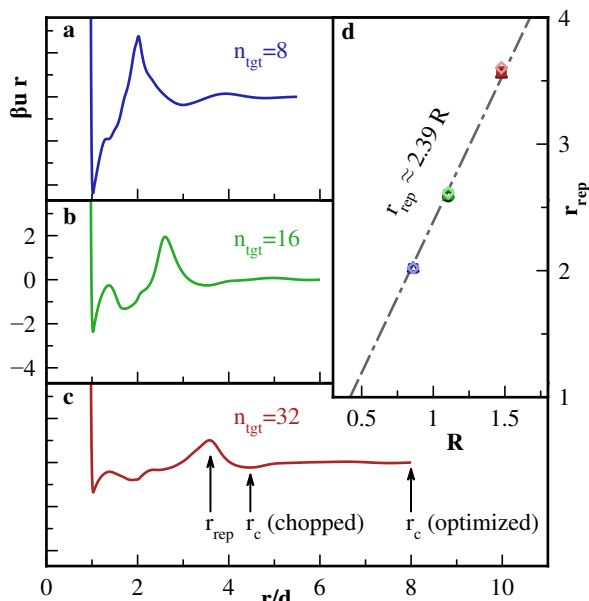 a
n_tgt=8
βu r
b
n_tgt=16
2
0
−2
−4
c
n_tgt=32
r_rep
r_c (chopped)
r_c (optimized)
0
2
4
6
8
10
r/d
d
r_rep ≈ 2.39 R
4
3
2
1
r_rep
0.5
1
1.5
R